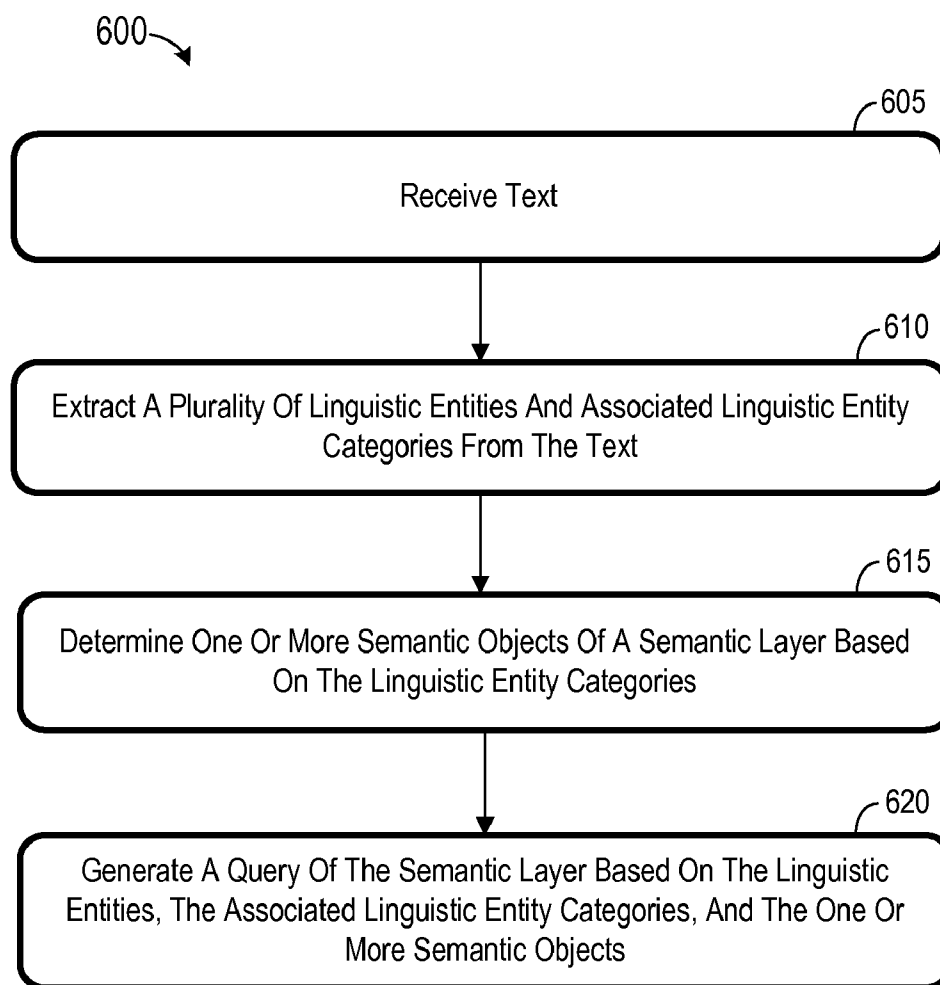 600
605
Receive Text
610
Extract A Plurality Of Linguistic Entities And Associated Linguistic Entity
Categories From The Text
615
Determine One Or More Semantic Objects Of A Semantic Layer Based
On The Linguistic Entity Categories
620
Generate A Query Of The Semantic Layer Based On The Linguistic
Entities, The Associated Linguistic Entity Categories, And The One Or
More Semantic Objects